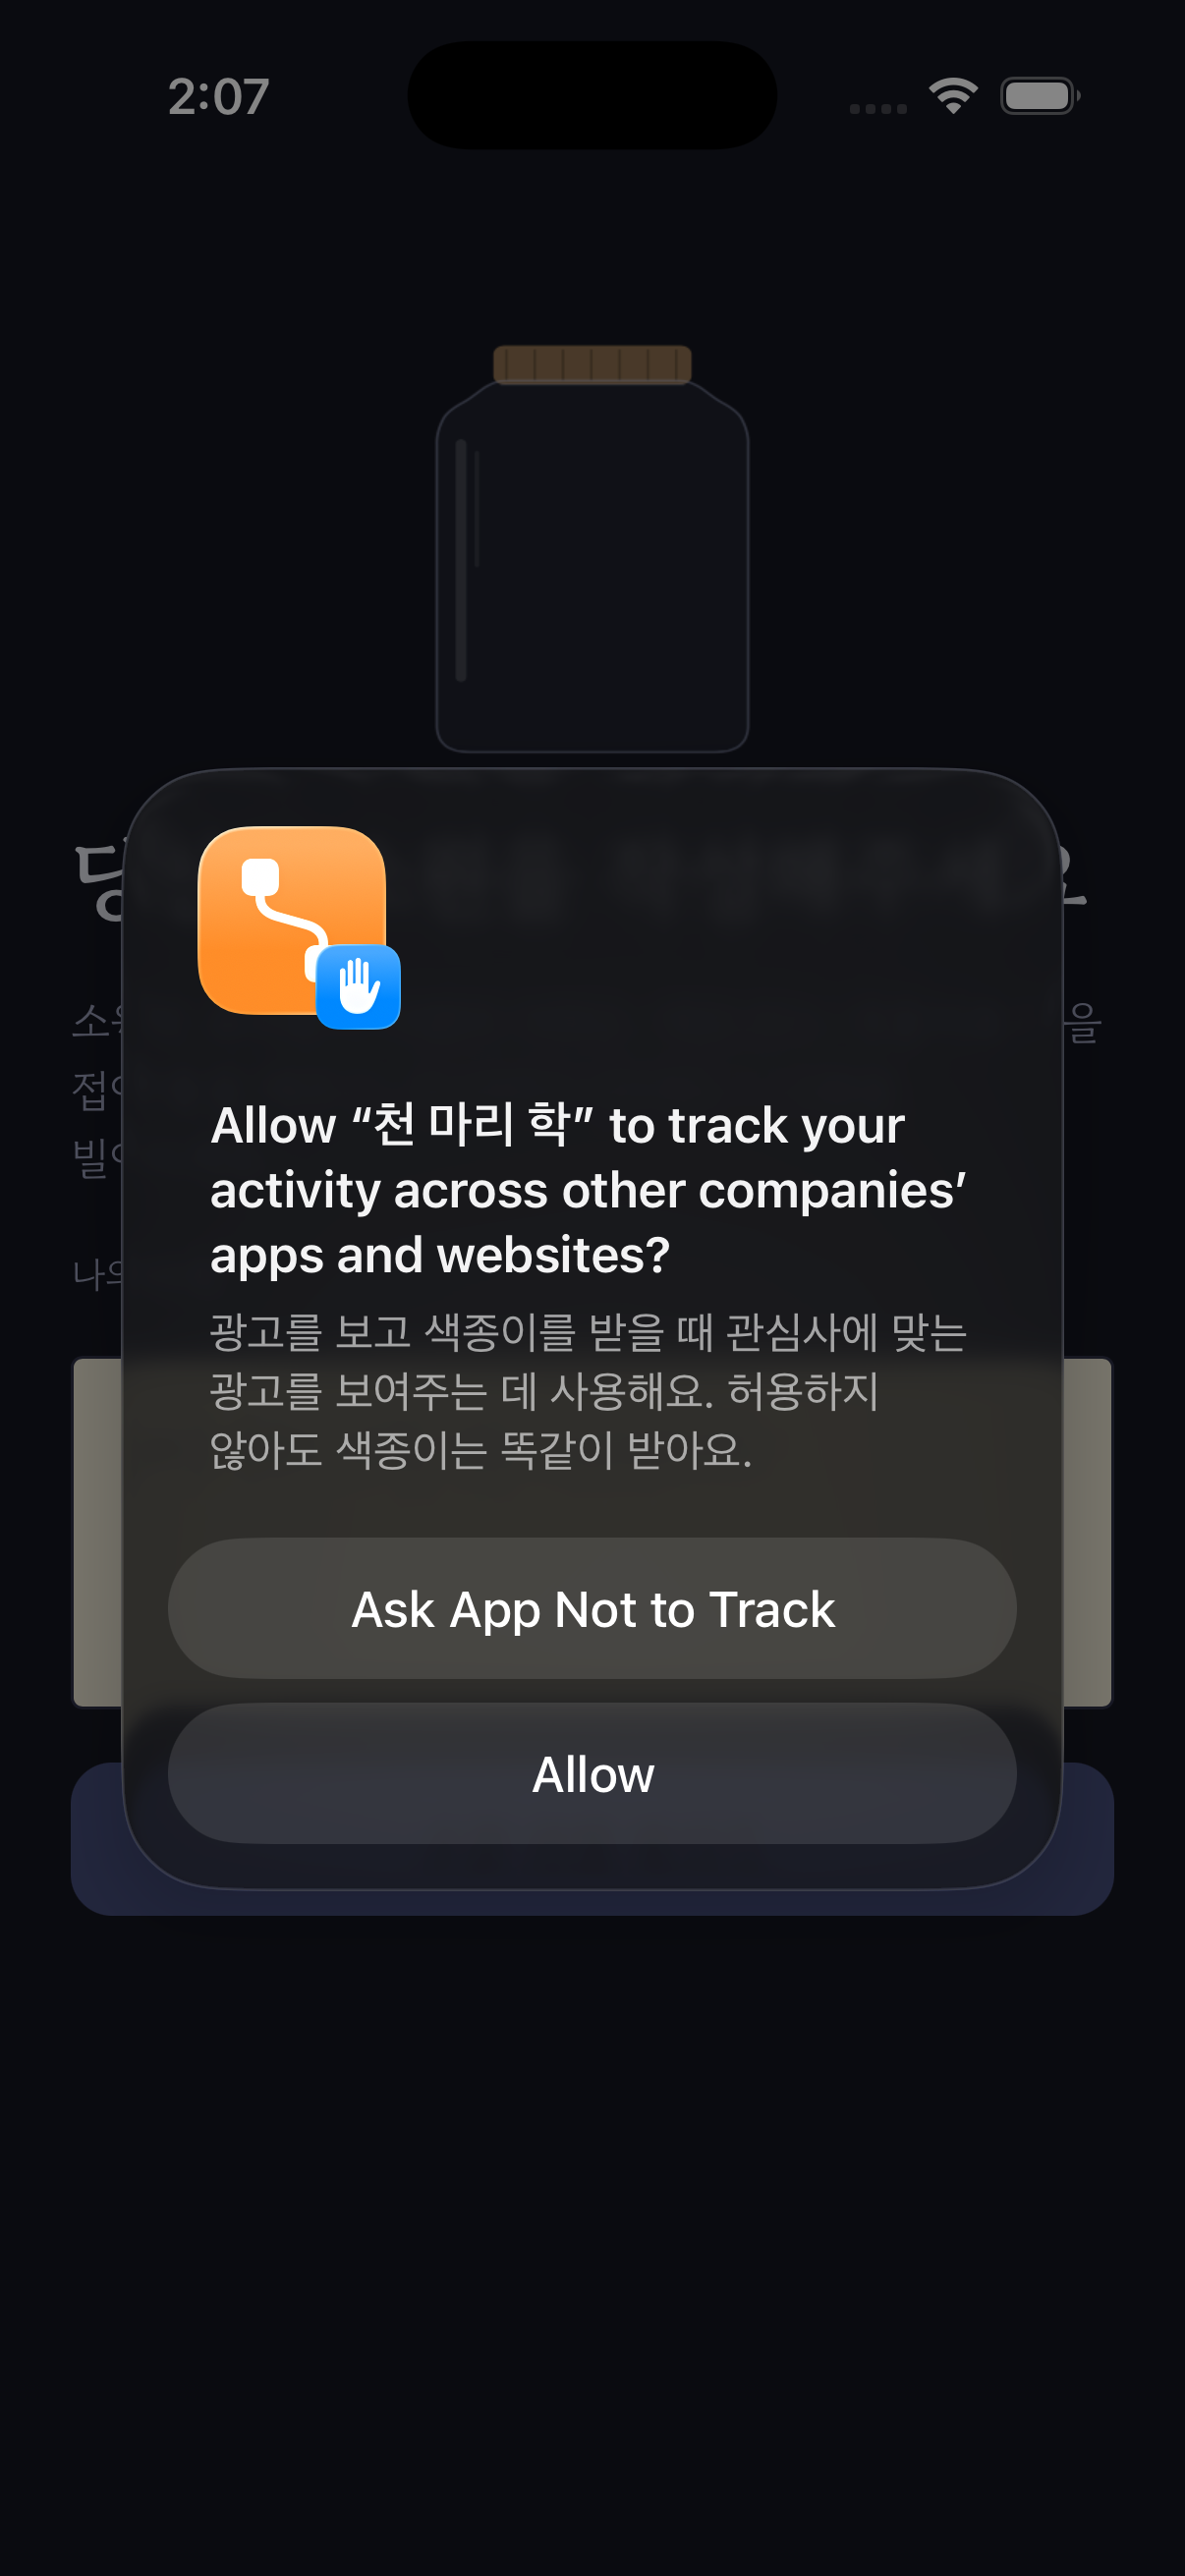 2:07
을
Allow “천 마리 학” to track your
activity across other companies’
apps and websites?
광고를 보고 색종이를 받을 때 관심사에 맞는
광고를 보여주는 데 사용해요. 허용하지
않아도 색종이는 똑같이 받아요.
Ask App Not to Track
Allow